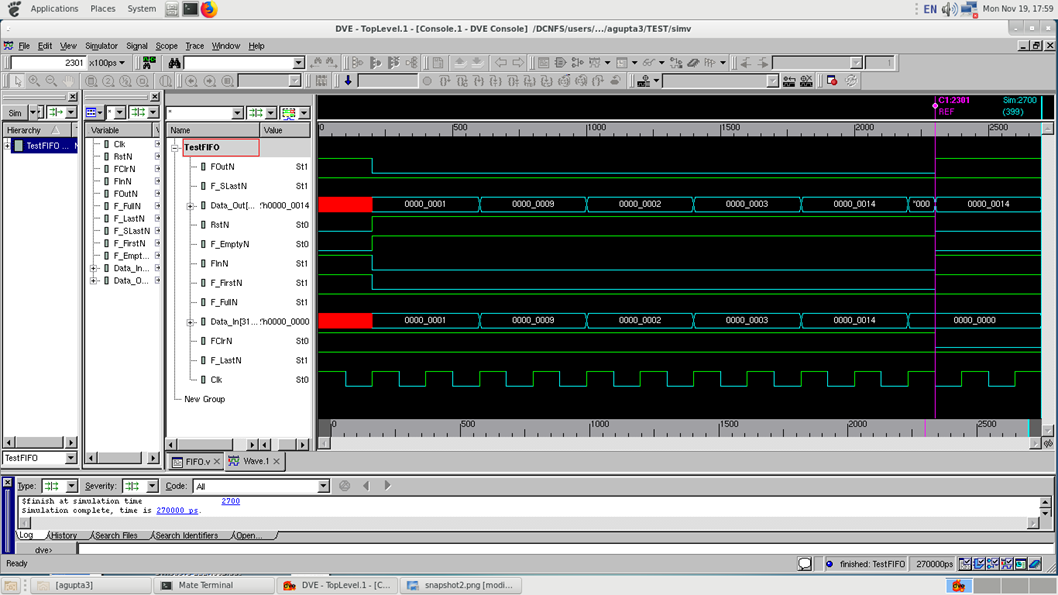 Applications Places System EN Mon Nov 19, 17:59
DVE - TopLevel.1 - [Console.1 - DVE Console] /DCNFS/users/.../agupta3/TEST/simv
File Edit View Simulator Signal Scope Trace Window Help
2301 x100ps
1
Sim
Hierarchy
TestFIFO ...
TestFIFO
*
Variable
Clk
RstN
FClrN
FInN
FOutN
F_FullN
F_LastN
F_SLastN
F_FirstN
F_Empt...
Data_In...
Data_O...
*
Name Value
TestFIFO
FOutN St1
F_SLastN St1
Data_Out[... 'h0000_0014
RstN St0
F_EmptyN St0
FInN St1
F_FirstN St1
F_FullN St1
Data_In[31... 'h0000_0000
FClrN St0
F_LastN St1
Clk St0
New Group
C1:2301 Sim:2700
REF (399)
0 500 1000 1500 2000 2500
0000_0001 0000_0009 0000_0002 0000_0003 0000_0014 *000 0000_0014
0000_0001 0000_0009 0000_0002 0000_0003 0000_0014 0000_0000
0 500 1000 1500 2000 2500
FIFO.v Wave.1
Type: Severity: Code: All
$finish at simulation time 2700
Simulation complete, time is 270000 ps.
Log History Search Files Search Identifiers Open...
dve>
Ready finished: TestFIFO 270000ps
[agupta3] Mate Terminal DVE - TopLevel.1 - [C... snapshot2.png [modi...